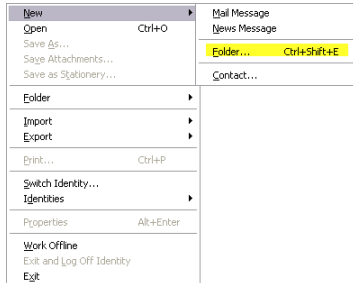 New
Open Ctrl+O
Save As...
Save Attachments...
Save as Stationery...
Folder
Import
Export
Print... Ctrl+P
Switch Identity...
Identities
Properties Alt+Enter
Work Offline
Exit and Log Off Identity
Exit
Mail Message
News Message
Folder... Ctrl+Shift+E
Contact...